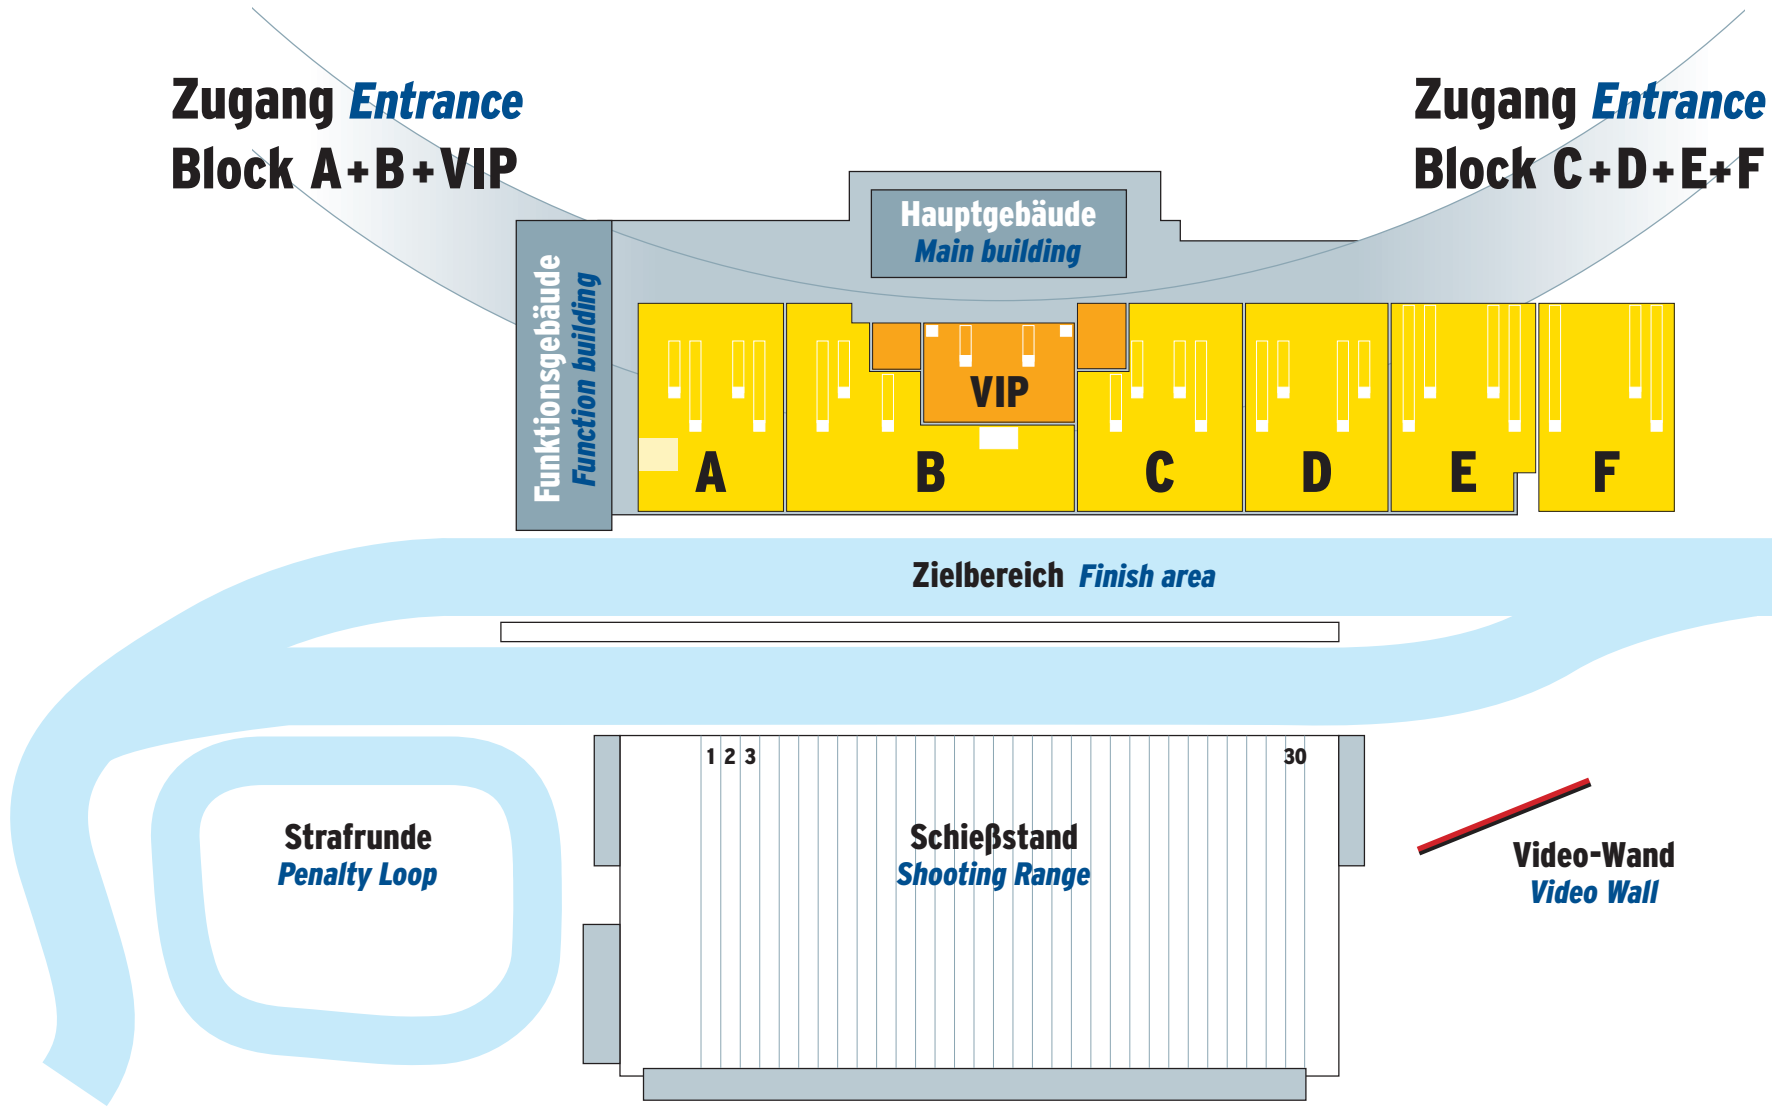 Zugang Entrance
Block A+B+VIP
Zugang Entrance
Block C+D+E+F
Hauptgebäude
Main building
Funktionsgebäude
Function building
VIP
A B C D E F
Zielbereich Finish area
1 2 3 30
Strafrunde
Penalty Loop
Schießstand
Shooting Range
Video-Wand
Video Wall